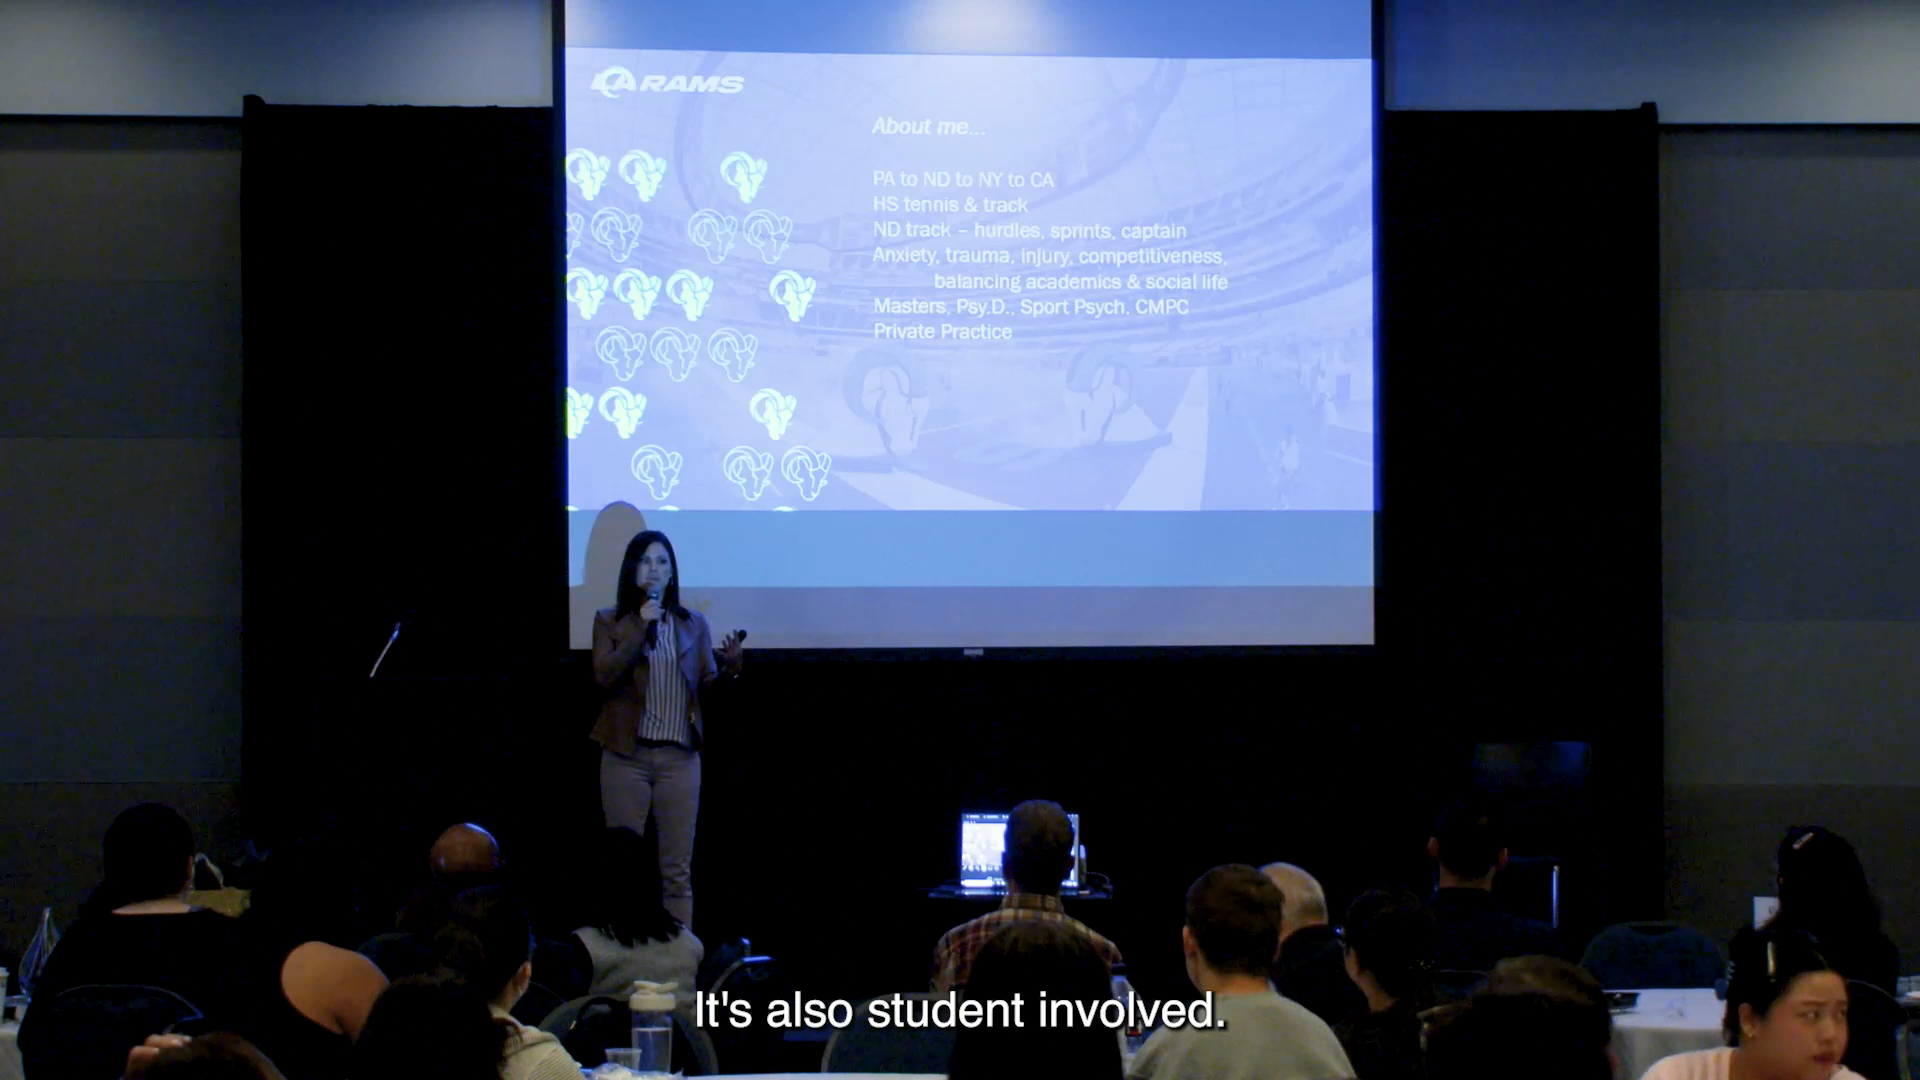 LA RAMS
About me...
PA to ND to NY to CA
HS tennis & track
ND track – hurdles, sprints, captain
Anxiety, trauma, injury, competitiveness,
balancing academics & social life
Masters, Psy.D., Sport Psych, CMPC
Private Practice
It's also student involved.